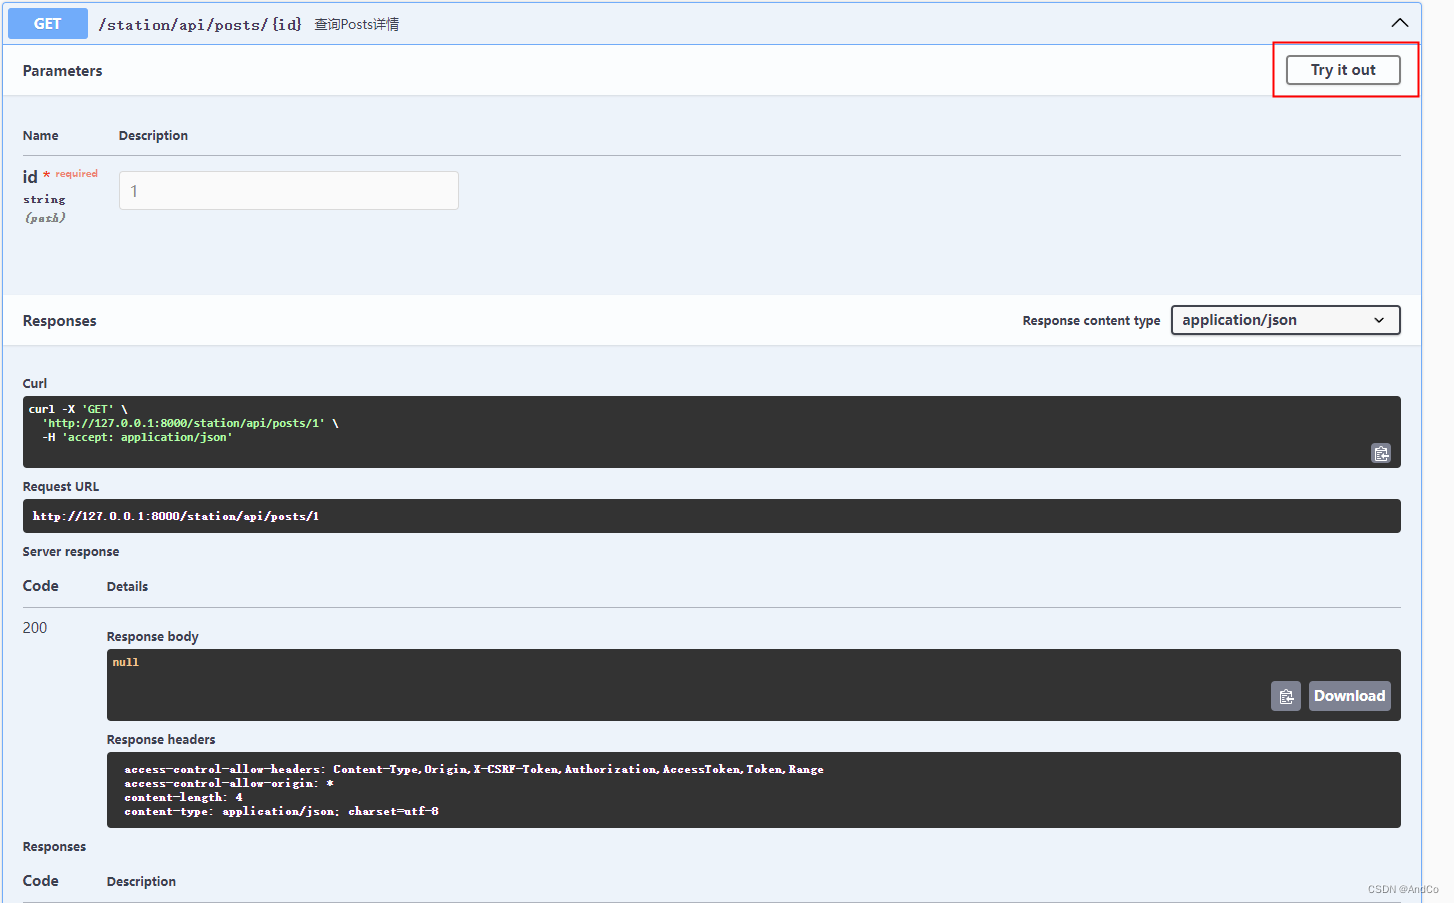 GET /station/api/posts/{id} 查询Posts详情
Parameters
Try it out
Name Description
id * required
1
string
(path)
Responses
Response content type application/json
Curl
curl -X 'GET' \
'http://127.0.0.1:8000/station/api/posts/1' \
-H 'accept: application/json'
Request URL
http://127.0.0.1:8000/station/api/posts/1
Server response
Code Details
200
Response body
null
Download
Response headers
access-control-allow-headers: Content-Type,Origin,X-CSRF-Token,Authorization,AccessToken,Token,Range
access-control-allow-origin: *
content-length: 4
content-type: application/json; charset=utf-8
Responses
Code Description
CSDN @AndCo